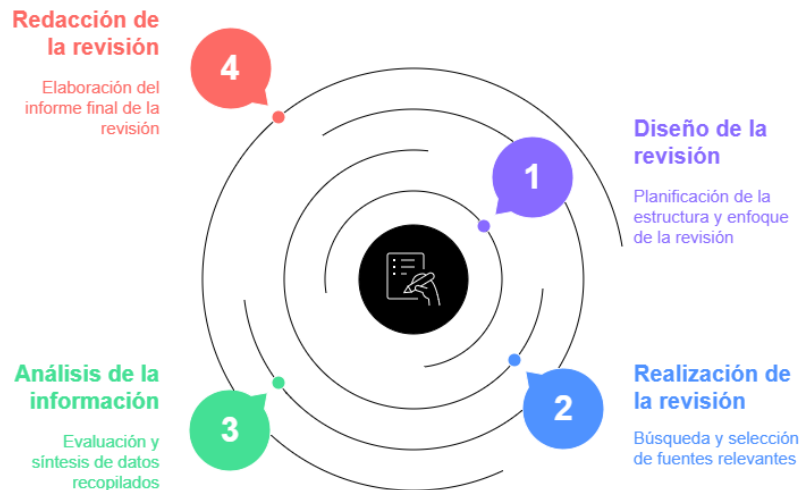 1
Diseño de la
revisión
Planificación de la
estructura y enfoque
de la revisión
2
Realización de
la revisión
Búsqueda y selección
de fuentes relevantes
3
Análisis de la
información
Evaluación y
síntesis de datos
recopilados
4
Redacción de
la revisión
Elaboración del
informe final de la
revisión